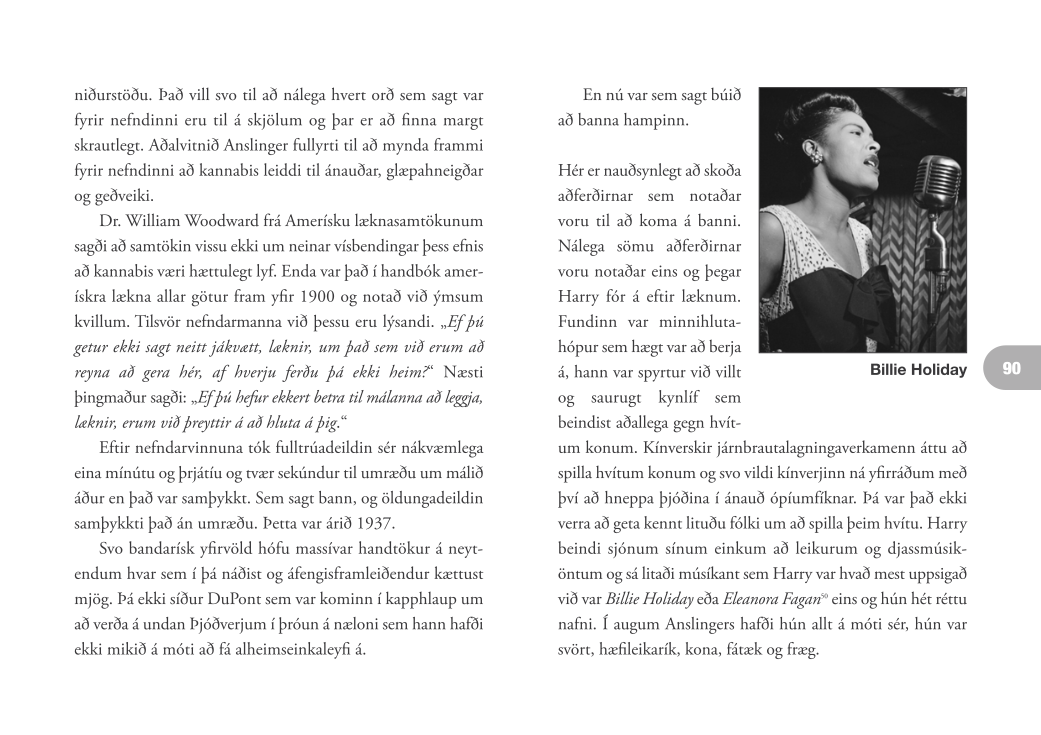 niðurstöðu. Það vill svo til að nálega hvert orð sem sagt var
fyrir nefndinni eru til á skjölum og þar er að finna margt
skrautlegt. Aðalvitnið Anslinger fullyrti til að mynda frammi
fyrir nefndinni að kannabis leiddi til ánauðar, glæpahneigðar
og geðveiki.
Dr. William Woodward frá Amerísku læknasamtökunum
sagði að samtökin vissu ekki um neinar vísbendingar þess efnis
að kannabis væri hættulegt lyf. Enda var það í handbók amer-
ískra lækna allar götur fram yfir 1900 og notað við ýmsum
kvillum. Tilsvör nefndarmanna við þessu eru lýsandi. „Ef þú
getur ekki sagt neitt jákvætt, læknir, um það sem við erum að
reyna að gera hér, af hverju ferðu þá ekki heim?“ Næsti
þingmaður sagði: „Ef þú hefur ekkert betra til málanna að leggja,
læknir, erum við þreyttir á að hluta á þig.“
Eftir nefndarvinnuna tók fulltrúadeildin sér nákvæmlega
eina mínútu og þrjátíu og tvær sekúndur til umræðu um málið
áður en það var samþykkt. Sem sagt bann, og öldungadeildin
samþykkti það án umræðu. Þetta var árið 1937.
Svo bandarísk yfirvöld hófu massívar handtökur á neyt-
endum hvar sem í þá náðist og áfengisframleiðendur kættust
mjög. Þá ekki síður DuPont sem var kominn í kapphlaup um
að verða á undan Þjóðverjum í þróun á næloni sem hann hafði
ekki mikið á móti að fá alheimseinkaleyfi á.
En nú var sem sagt búið
að banna hampinn.
Hér er nauðsynlegt að skoða
aðferðirnar sem notaðar
voru til að koma á banni.
Nálega sömu aðferðirnar
voru notaðar eins og þegar
Harry fór á eftir læknum.
Fundinn var minnihluta-
hópur sem hægt var að berja
á, hann var spyrtur við villt
og saurugt kynlíf sem
beindist aðallega gegn hvít-
um konum. Kínverskir járnbrautalagningaverkamenn áttu að
spilla hvítum konum og svo vildi kínverjinn ná yfirráðum með
því að hneppa þjóðina í ánauð ópíumfíknar. Þá var það ekki
verra að geta kennt lituðu fólki um að spilla þeim hvítu. Harry
beindi sjónum sínum einkum að leikurum og djassmúsik-
öntum og sá litaði músíkant sem Harry var hvað mest uppsigað
við var Billie Holiday eða Eleanora Fagan⁵⁰ eins og hún hét réttu
nafni. Í augum Anslingers hafði hún allt á móti sér, hún var
svört, hæfileikarík, kona, fátæk og fræg.
Billie Holiday
90